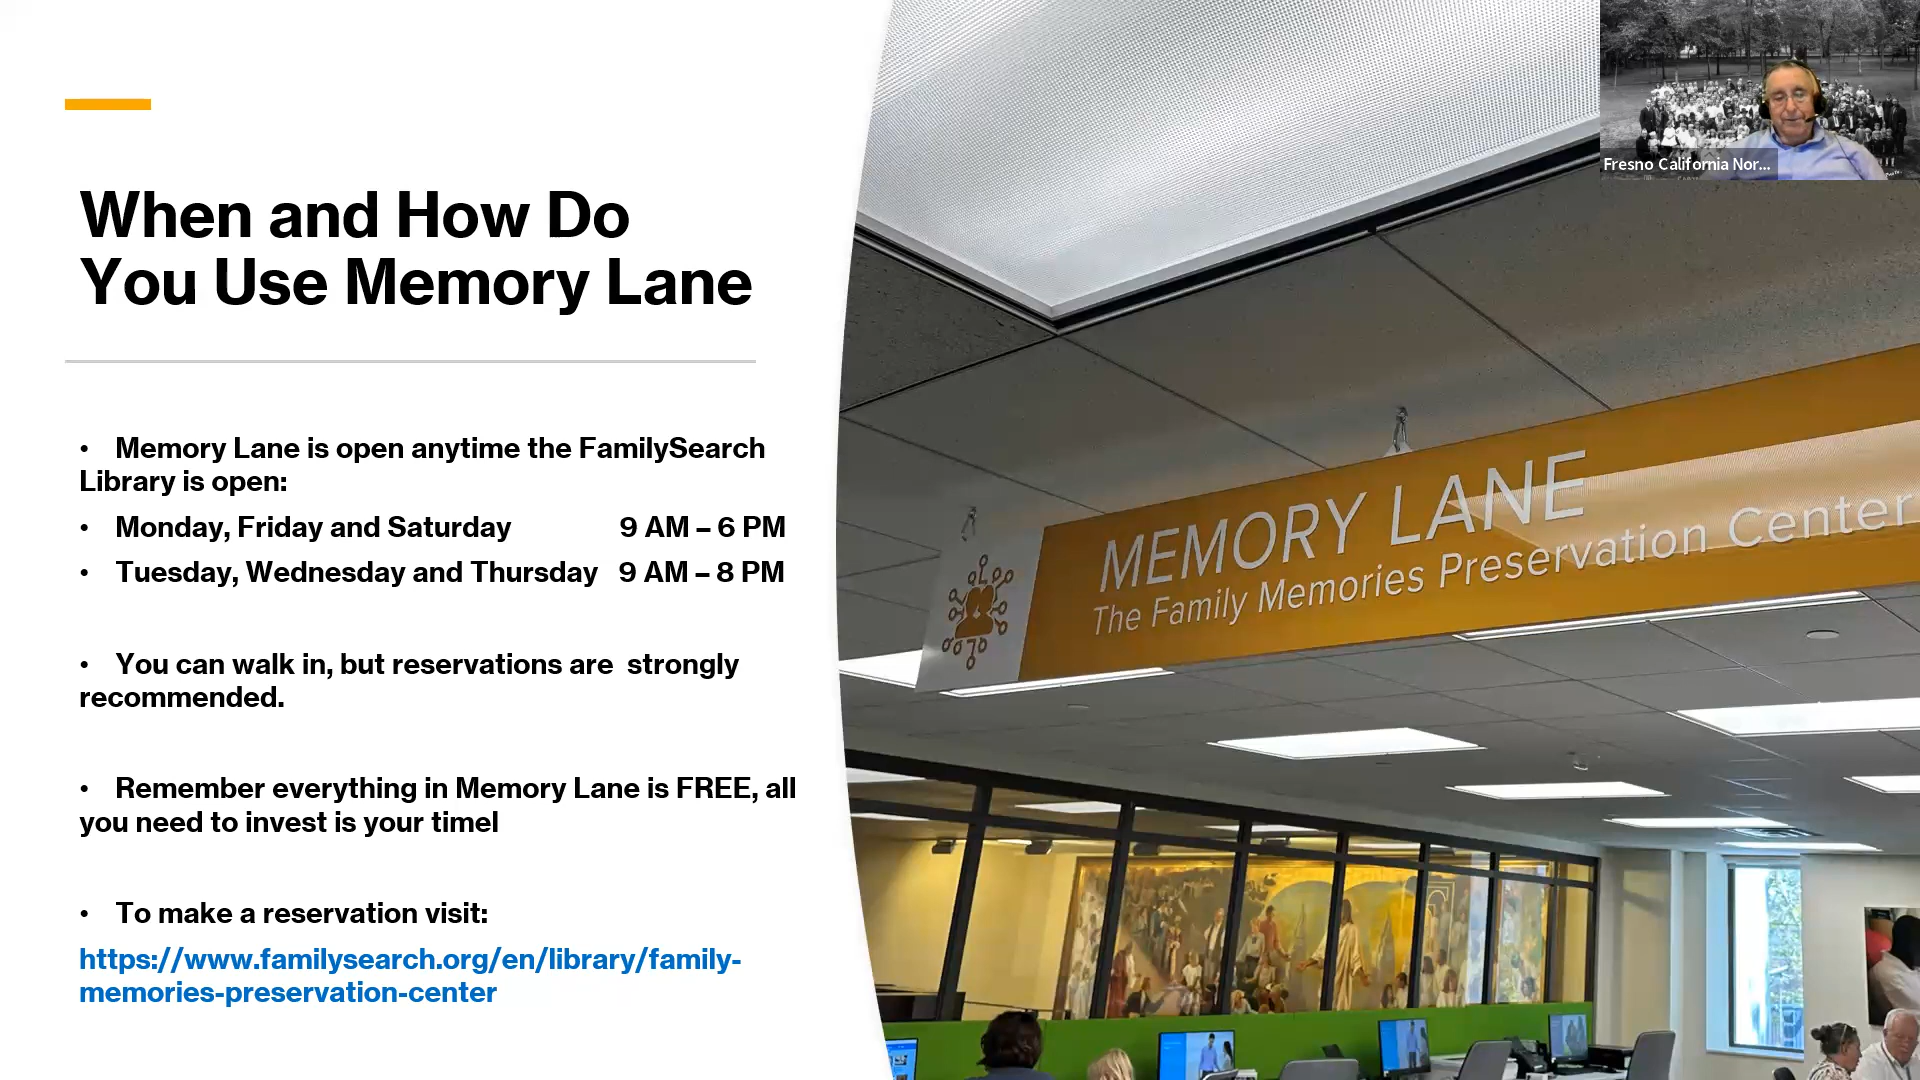 When and How Do
You Use Memory Lane
• Memory Lane is open anytime the FamilySearch
Library is open:
• Monday, Friday and Saturday 9 AM – 6 PM
• Tuesday, Wednesday and Thursday 9 AM – 8 PM
• You can walk in, but reservations are strongly
recommended.
• Remember everything in Memory Lane is FREE, all
you need to invest is your timel
• To make a reservation visit:
https://www.familysearch.org/en/library/family-
memories-preservation-center
Fresno California Nor...
MEMORY LANE
The Family Memories Preservation Center